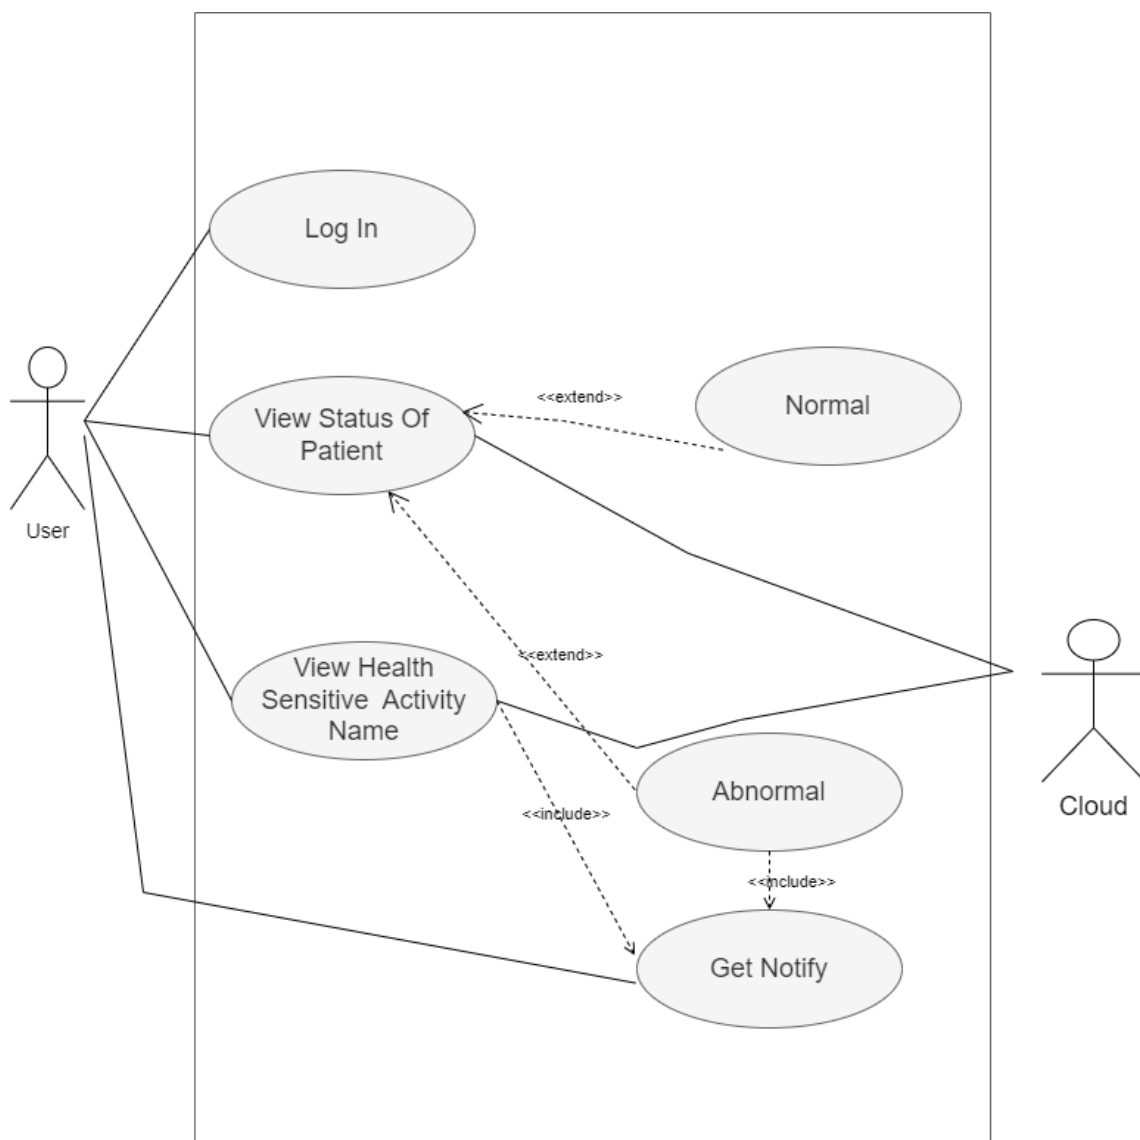 Log In
<<extend>>
Normal
View Status Of
Patient
User
<<extend>>
View Health
Sensitive Activity
Name
Abnormal
Cloud
<<include>>
<<include>>
Get Notify